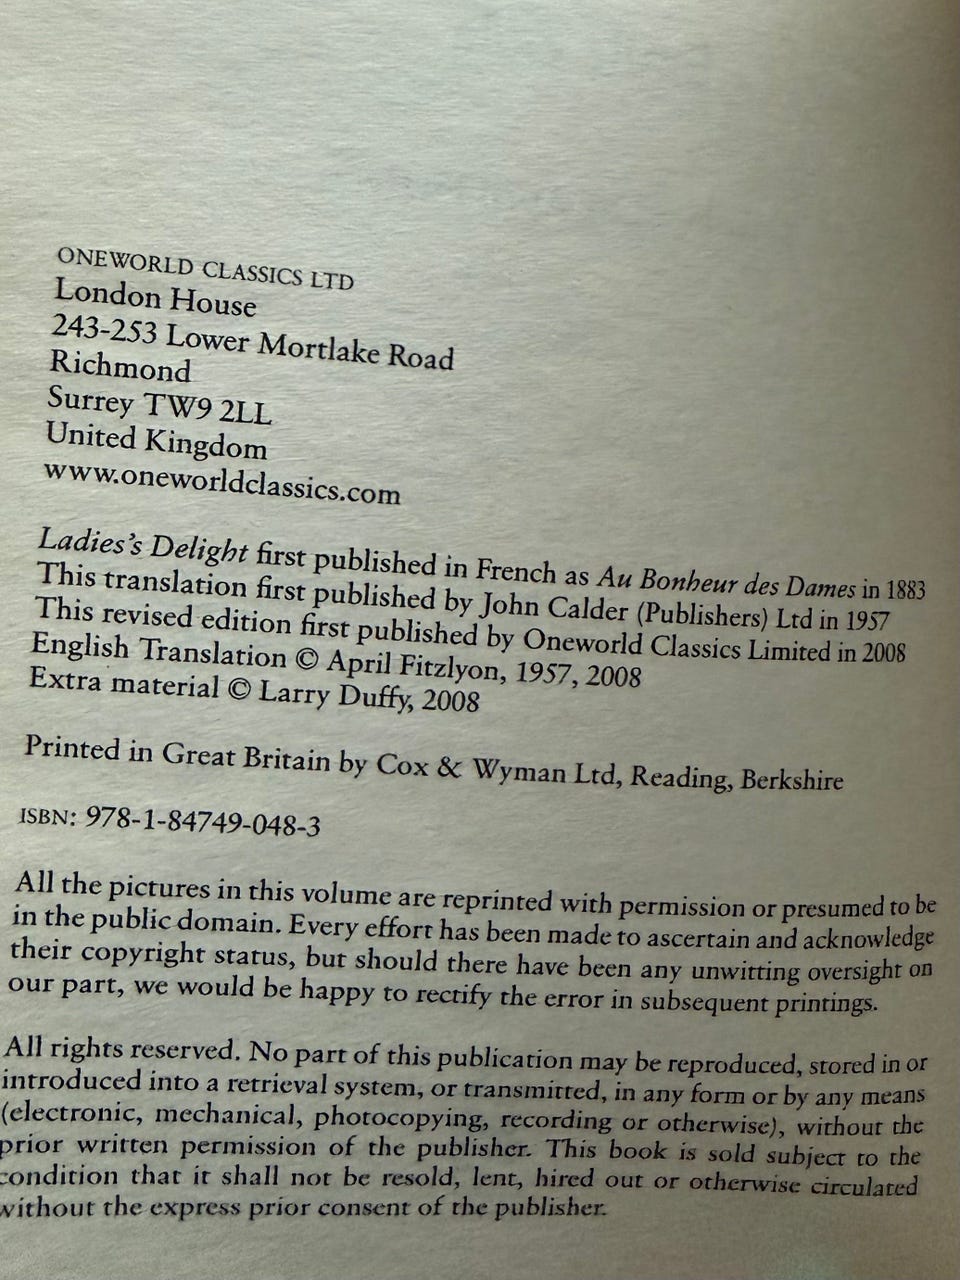 ONEWORLD CLASSICS LTD
London House
243-253 Lower Mortlake Road
Richmond
Surrey TW9 2LL
United Kingdom
www.oneworldclassics.com
Ladies's Delight first published in French as Au Bonheur des Dames in 1883
This translation first published by John Calder (Publishers) Ltd in 1957
This revised edition first published by Oneworld Classics Limited in 2008
English Translation © April Fitzlyon, 1957, 2008
Extra material © Larry Duffy, 2008
Printed in Great Britain by Cox & Wyman Ltd, Reading, Berkshire
ISBN: 978-1-84749-048-3
All the pictures in this volume are reprinted with permission or presumed to be
in the public domain. Every effort has been made to ascertain and acknowledge
their copyright status, but should there have been any unwitting oversight on
our part, we would be happy to rectify the error in subsequent printings.
All rights reserved. No part of this publication may be reproduced, stored in or
introduced into a retrieval system, or transmitted, in any form or by any means
(electronic, mechanical, photocopying, recording or otherwise), without the
prior written permission of the publisher. This book is sold subject to the
condition that it shall not be resold, lent, hired out or otherwise circulated
without the express prior consent of the publisher.